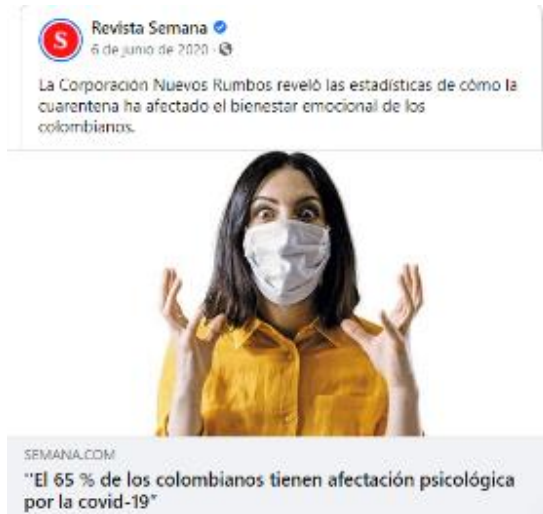 S
Revista Semana
6 de junio de 2020 ·
La Corporación Nuevos Rumbos reveló las estadísticas de cómo la
cuarentena ha afectado el bienestar emocional de los
colombianos.
SEMANA.COM
"El 65 % de los colombianos tienen afectación psicológica
por la covid-19"